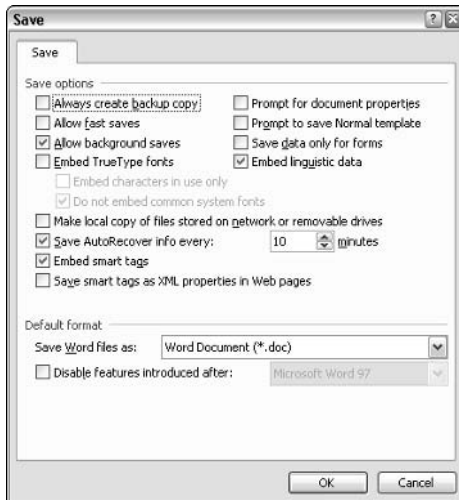 Save
Save
Save options
Always create backup copy
Prompt for document properties
Allow fast saves
Prompt to save Normal template
Allow background saves
Save data only for forms
Embed TrueType fonts
Embed linguistic data
Embed characters in use only
Do not embed common system fonts
Make local copy of files stored on network or removable drives
Save AutoRecover info every: 10 minutes
Embed smart tags
Save smart tags as XML properties in Web pages
Default format
Save Word files as: Word Document (*.doc)
Disable features introduced after: Microsoft Word 97
OK Cancel